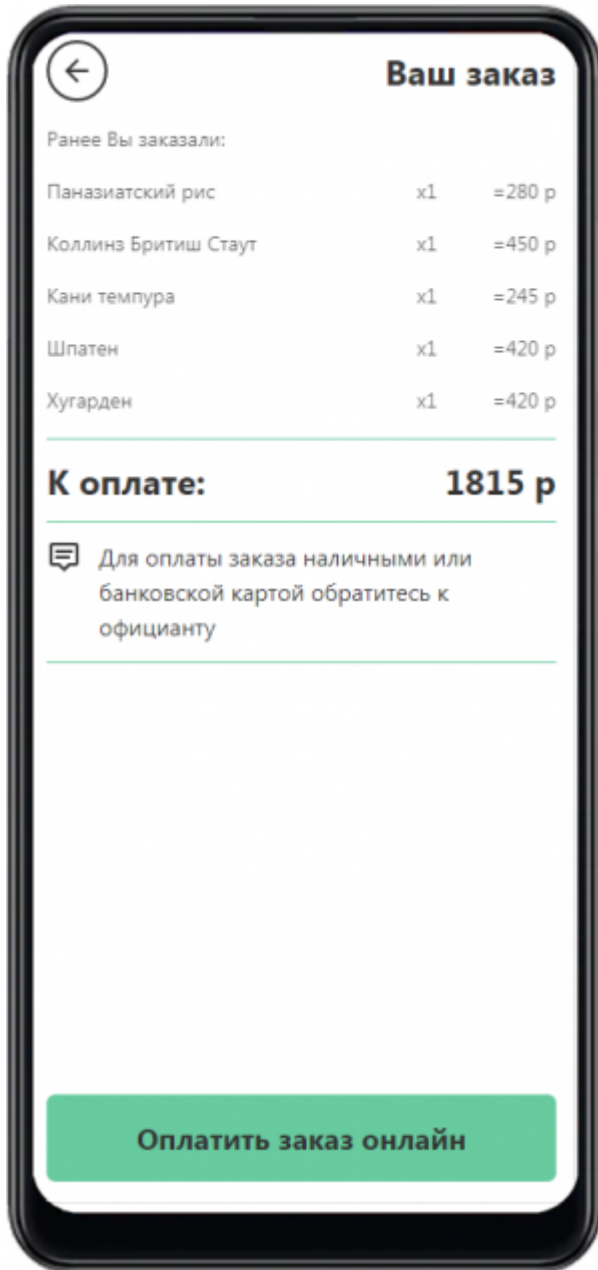 Ваш заказ
Ранее Вы заказали:
Паназиатский рис x1 =280 р
Коллинз Бритиш Стаут x1 =450 р
Кани темпура x1 =245 р
Шпатен x1 =420 р
Хугарден x1 =420 р
К оплате: 1815 р
Для оплаты заказа наличными или
банковской картой обратитесь к
официанту
Оплатить заказ онлайн